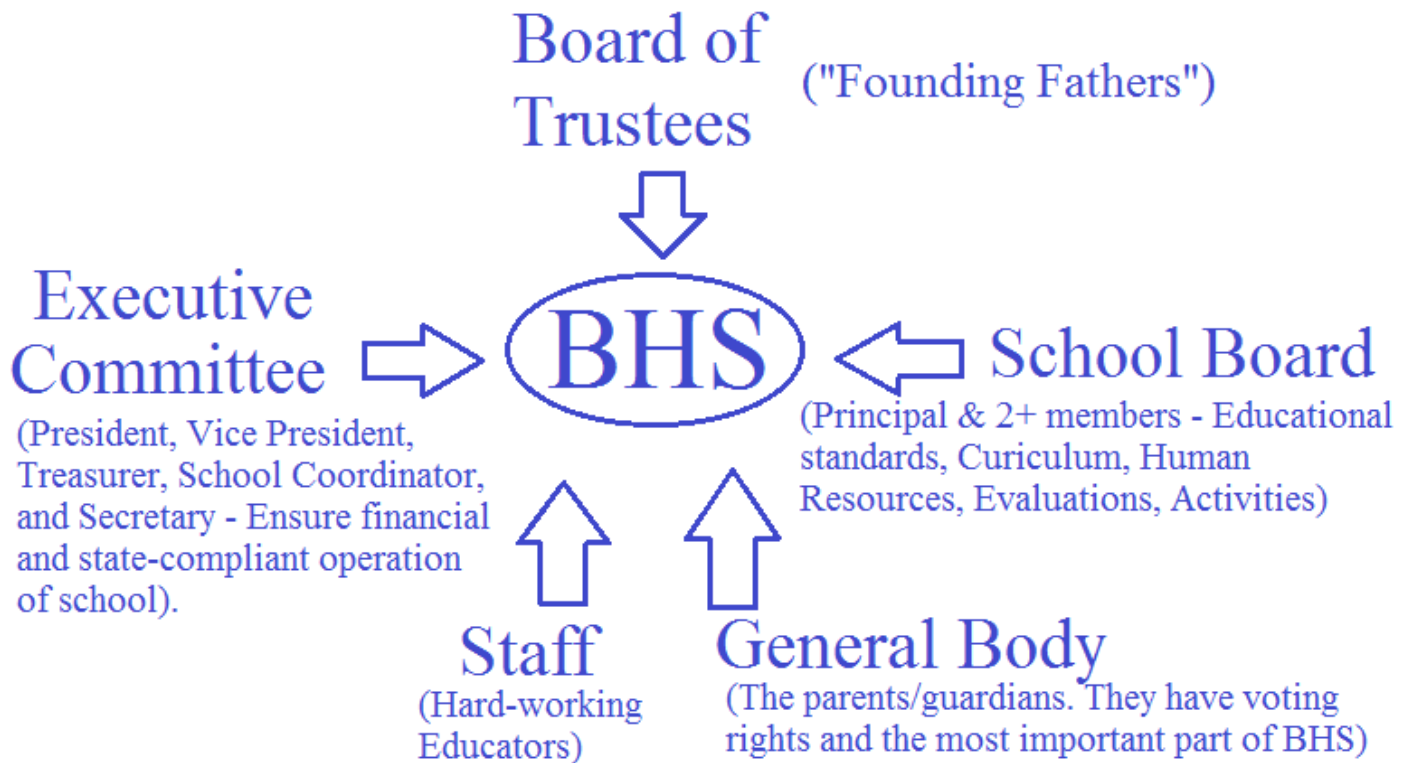 Board of
Trustees
("Founding Fathers")
Executive
Committee
(President, Vice President,
Treasurer, School Coordinator,
and Secretary - Ensure financial
and state-compliant operation
of school).
BHS
School Board
(Principal & 2+ members - Educational
standards, Curiculum, Human
Resources, Evaluations, Activities)
Staff
(Hard-working
Educators)
General Body
(The parents/guardians. They have voting
rights and the most important part of BHS)